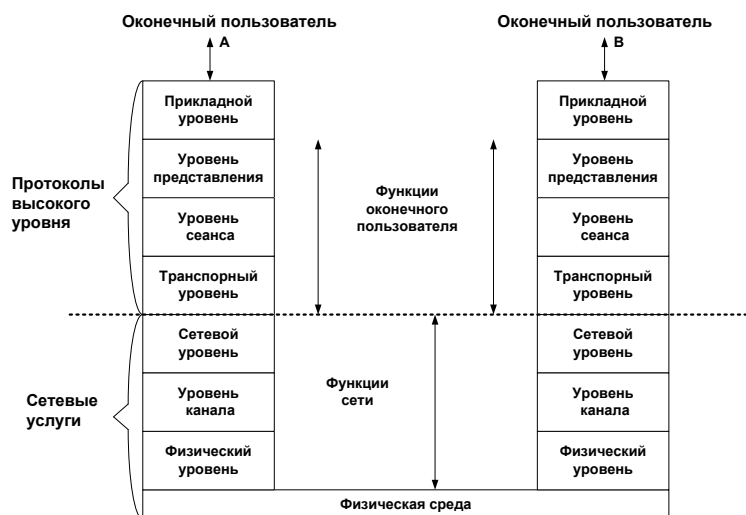 Оконечный пользователь
A
Оконечный пользователь
B
Прикладной
уровень
Уровень
представления
Уровень
сеанса
Транспорный
уровень
Сетевой
уровень
Уровень
канала
Физический
уровень
Протоколы
высокого
уровня
Сетевые
услуги
Функции
оконечного
пользователя
Функции
сети
Прикладной
уровень
Уровень
представления
Уровень
сеанса
Транспорный
уровень
Сетевой
уровень
Уровень
канала
Физический
уровень
Физическая среда